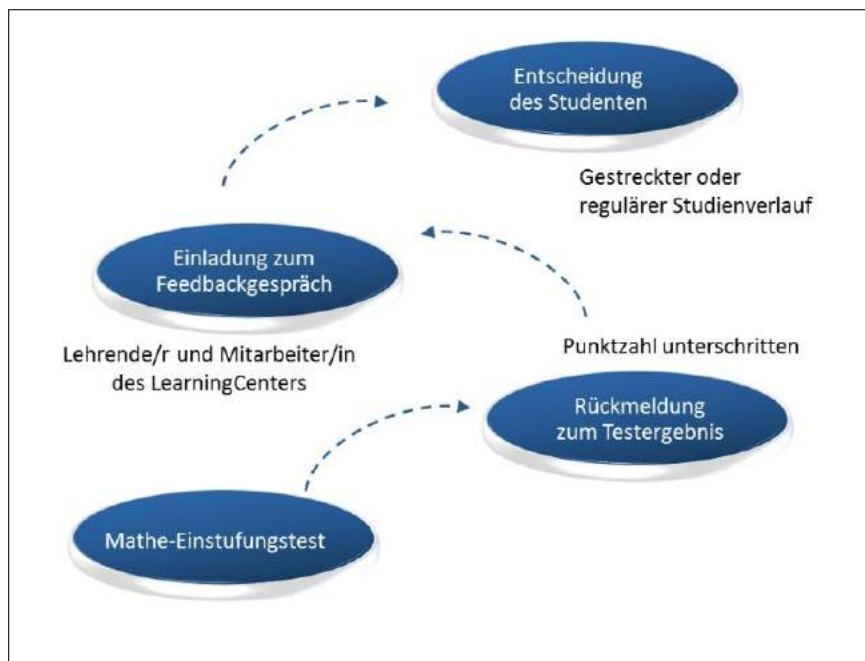 Entscheidung
des Studenten
Gestreckter oder
regulärer Studienverlauf
Einladung zum
Feedbackgespräch
Lehrende/r und Mitarbeiter/in
des LearningCenters
Punktzahl unterschritten
Rückmeldung
zum Testergebnis
Mathe-Einstufungstest